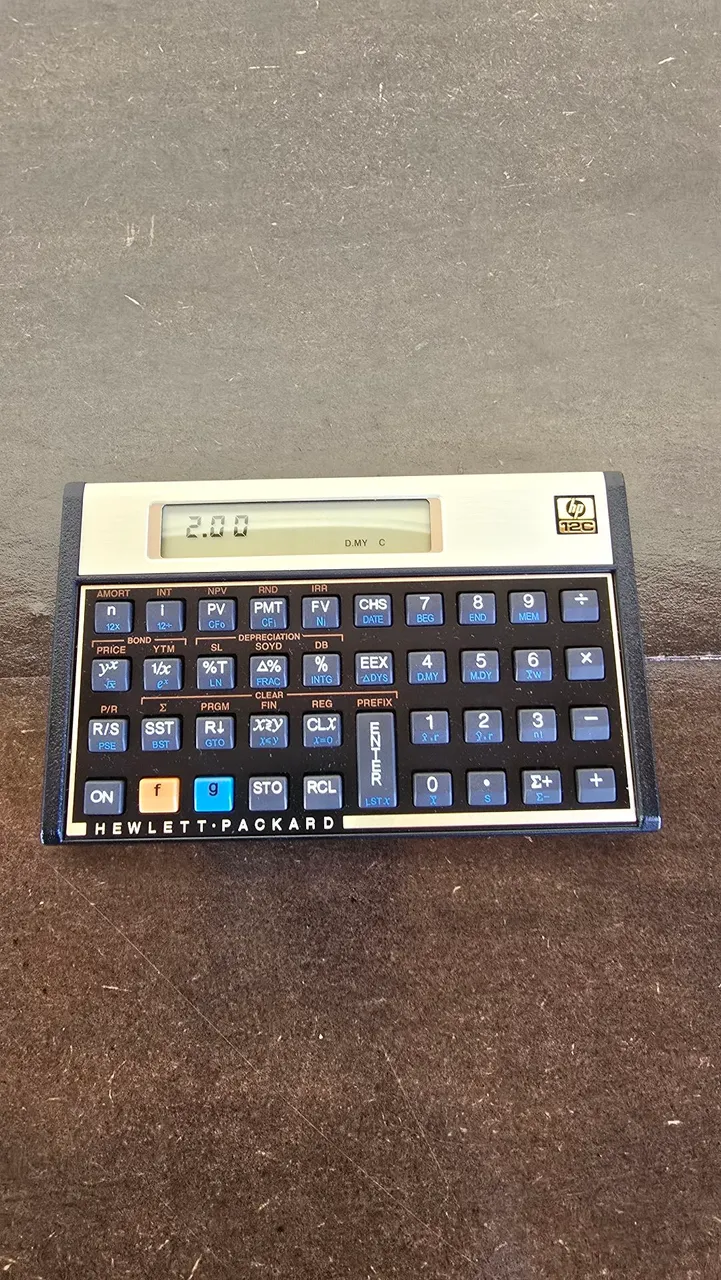 2.00
D.MY C
hp
12C
AMORT INT NPV RND IRR
n i PV PMT FV CHS 7 8 9 ÷
12x 12÷ CFo CFj Nj DATE BEG END MEM
BOND DEPRECIATION
PRICE YTM SL SOYD DB
yˣ 1/x %T Δ% % EEX 4 5 6 ×
√x eˣ LN FRAC INTG ΔDYS D.MY M.DY x̄w
CLEAR
P/R Σ PRGM FIN REG PREFIX
R/S SST R↓ x≷y CLx ENTER 1 2 3 −
PSE BST GTO x≤y x=0 x̂,r ŷ,r n!
ON f g STO RCL 0 • Σ+ +
LSTx x̄ s Σ−
HEWLETT·PACKARD